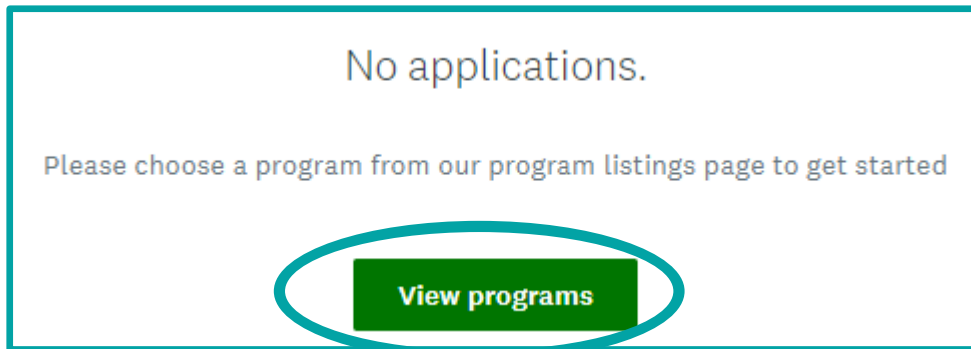 No applications.
Please choose a program from our program listings page to get started
View programs